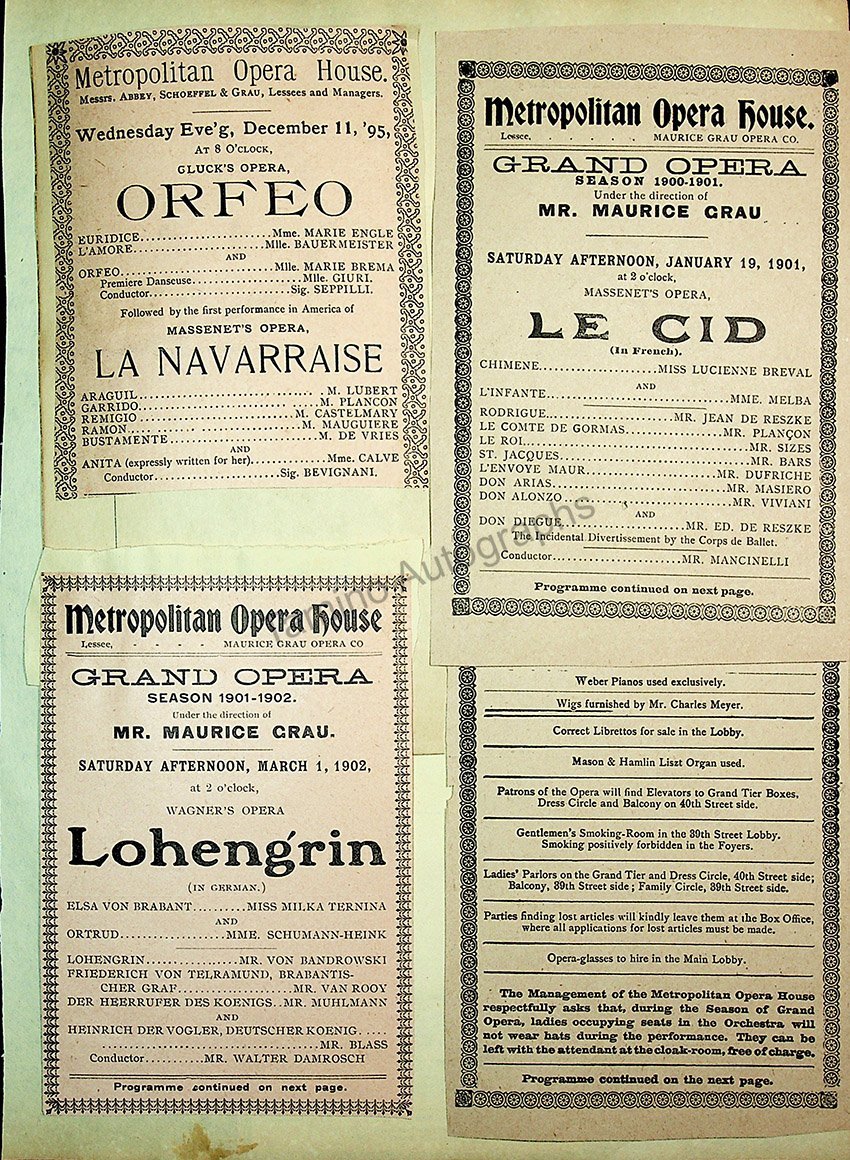 Metropolitan Opera House.
Messrs. ABBEY, SCHOEFFEL & GRAU, Lessees and Managers.
Wednesday Eve'g, December 11, '95,
AT 8 O'CLOCK,
GLUCK'S OPERA,
ORFEO
EURIDICE........................Mme. MARIE ENGLE
L'AMORE........................Mlle. BAUERMEISTER
AND
ORFEO............................Mlle. MARIE BREMA
Premiere Danseuse....................Mlle. GIURI.
Conductor........................Sig. SEPPILLI.
Followed by the first performance in America of
MASSENET'S OPERA,
LA NAVARRAISE
ARAGUIL................................M. LUBERT
GARRIDO................................M. PLANCON
REMIGIO...........................M. CASTELMARY
RAMON..............................M. MAUGUIERE
BUSTAMENTE..........................M. DE VRIES
AND
ANITA (expressly written for her)..............Mme. CALVE
Conductor......................Sig. BEVIGNANI.
Metropolitan Opera House.
Lessee, . . . . . MAURICE GRAU OPERA CO.
GRAND OPERA
SEASON 1900-1901.
Under the direction of
MR. MAURICE GRAU
SATURDAY AFTERNOON, JANUARY 19, 1901,
at 2 o'clock,
MASSENET'S OPERA,
LE CID
(In French).
CHIMENE......................MISS LUCIENNE BREVAL
AND
L'INFANTE................................MME. MELBA
RODRIGUE......................MR. JEAN DE RESZKE
LE COMTE DE GORMAS................MR. PLANÇON
LE ROI....................................MR. SIZES
ST. JACQUES...............................MR. BARS
L'ENVOYE MAUR.......................MR. DUFRICHE
DON ARIAS............................MR. MASIERO
DON ALONZO..........................MR. VIVIANI
AND
DON DIEGUE......................MR. ED. DE RESZKE
The Incidental Divertissement by the Corps de Ballet.
Conductor......................MR. MANCINELLI
Programme continued on next page.
Metropolitan Opera House
Lessee, - - - - MAURICE GRAU OPERA CO
GRAND OPERA
SEASON 1901-1902.
Under the direction of
MR. MAURICE GRAU.
SATURDAY AFTERNOON, MARCH 1, 1902,
at 2 o'clock,
WAGNER'S OPERA
Lohengrin
(IN GERMAN.)
ELSA VON BRABANT..........MISS MILKA TERNINA
AND
ORTRUD....................MME. SCHUMANN-HEINK
LOHENGRIN..................MR. VON BANDROWSKI
FRIEDERICH VON TELRAMUND, BRABANTIS-
CHER GRAF......................MR. VAN ROOY
DER HEERRUFER DES KOENIGS..MR. MUHLMANN
AND
HEINRICH DER VOGLER, DEUTSCHER KOENIG.....
................................MR. BLASS
Conductor..............MR. WALTER DAMROSCH
Programme continued on next page.
Weber Pianos used exclusively.
Wigs furnished by Mr. Charles Meyer.
Correct Librettos for sale in the Lobby.
Mason & Hamlin Liszt Organ used.
Patrons of the Opera will find Elevators to Grand Tier Boxes,
Dress Circle and Balcony on 40th Street side.
Gentlemen's Smoking-Room in the 39th Street Lobby.
Smoking positively forbidden in the Foyers.
Ladies' Parlors on the Grand Tier and Dress Circle, 40th Street side;
Balcony, 39th Street side; Family Circle, 39th Street side.
Parties finding lost articles will kindly leave them at the Box Office,
where all applications for lost articles must be made.
Opera-glasses to hire in the Main Lobby.
The Management of the Metropolitan Opera House
respectfully asks that, during the Season of Grand
Opera, ladies occupying seats in the Orchestra will
not wear hats during the performance. They can be
left with the attendant at the cloak-room, free of charge.
Programme continued on the next page.
Tamino Autographs